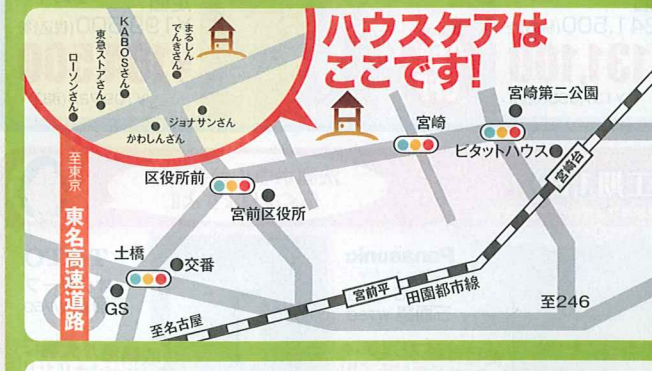 ハウスケアは
ここです!
まるしん
でんきさん
KABOSさん
東急ストアさん
ローソンさん
ジョナサンさん
かわしんさん
宮崎第二公園
宮崎
ピタットハウス
宮崎台
至東京
東名高速道路
区役所前
宮前区役所
土橋
交番
GS
宮前平
田園都市線
至246
至名古屋